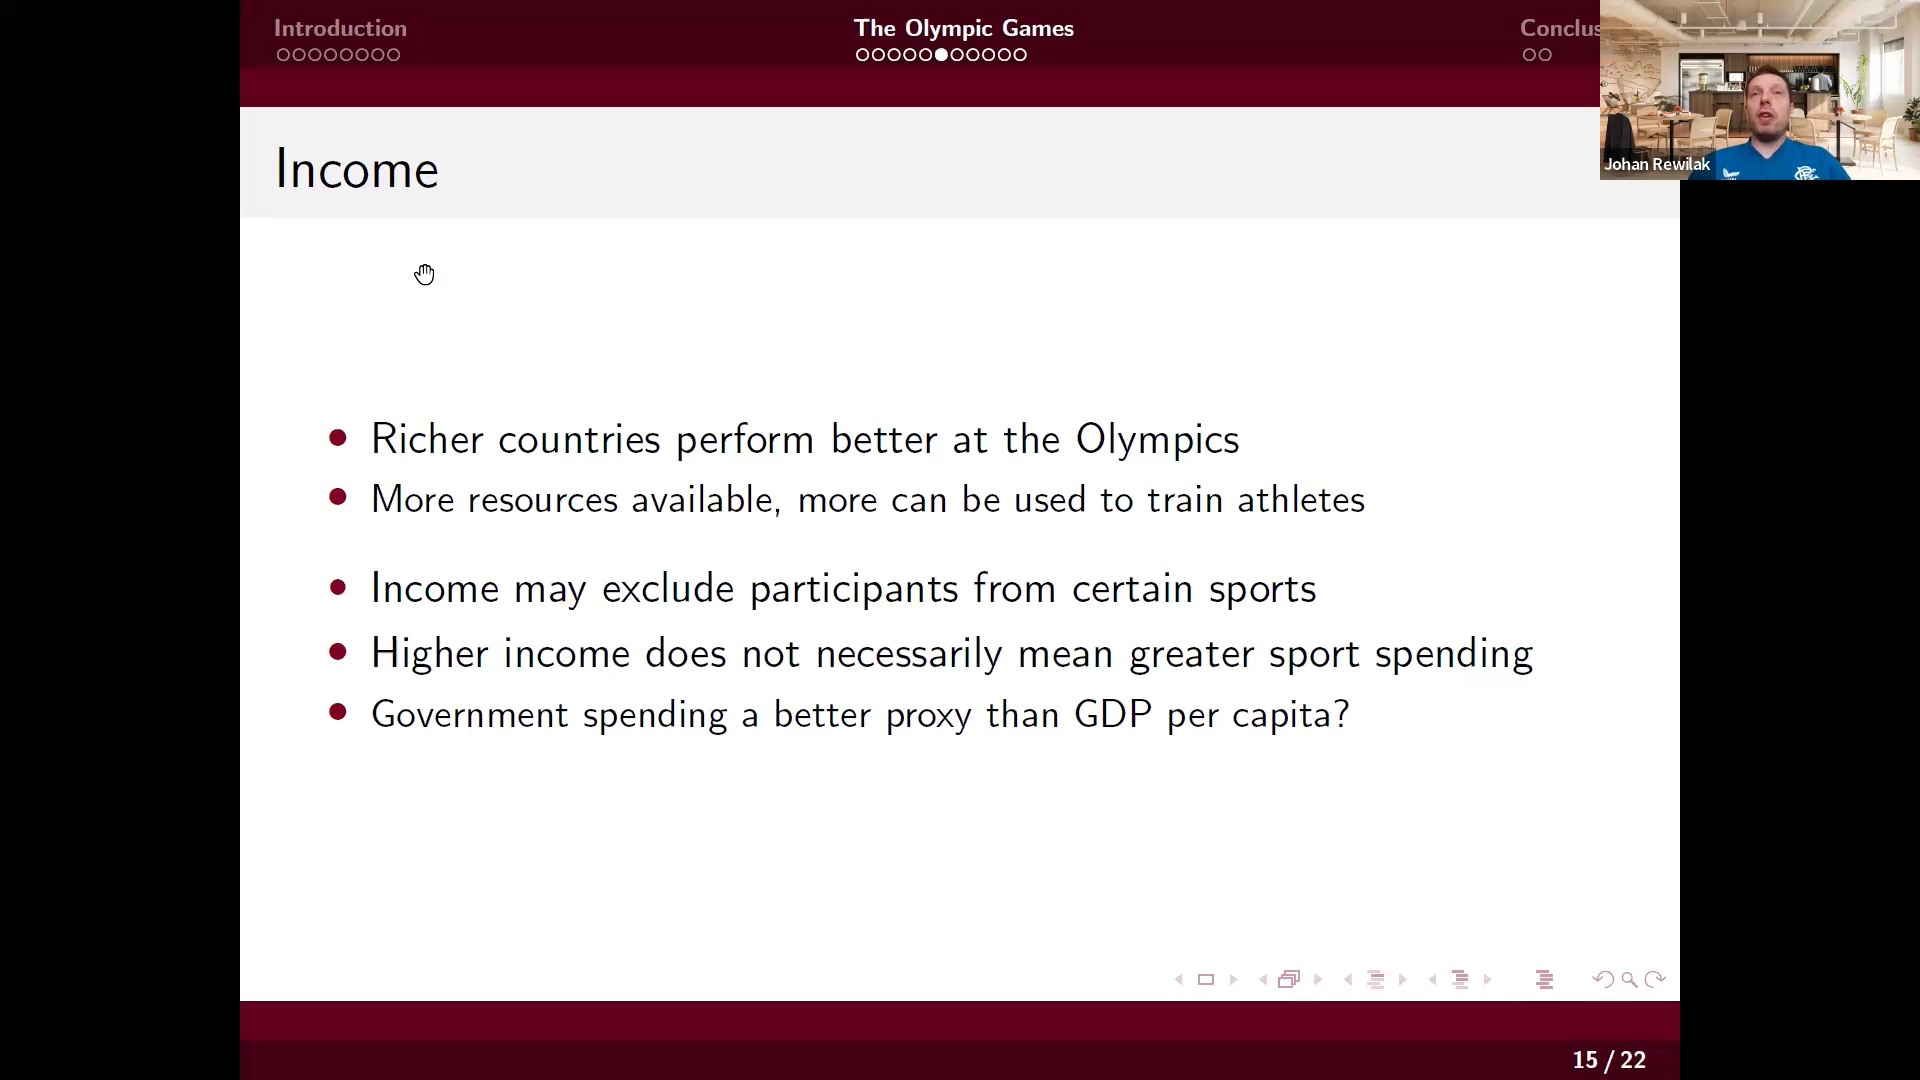 Introduction
The Olympic Games
Conclus
Johan Rewilak
Income
Richer countries perform better at the Olympics
More resources available, more can be used to train athletes
Income may exclude participants from certain sports
Higher income does not necessarily mean greater sport spending
Government spending a better proxy than GDP per capita?
15 / 22